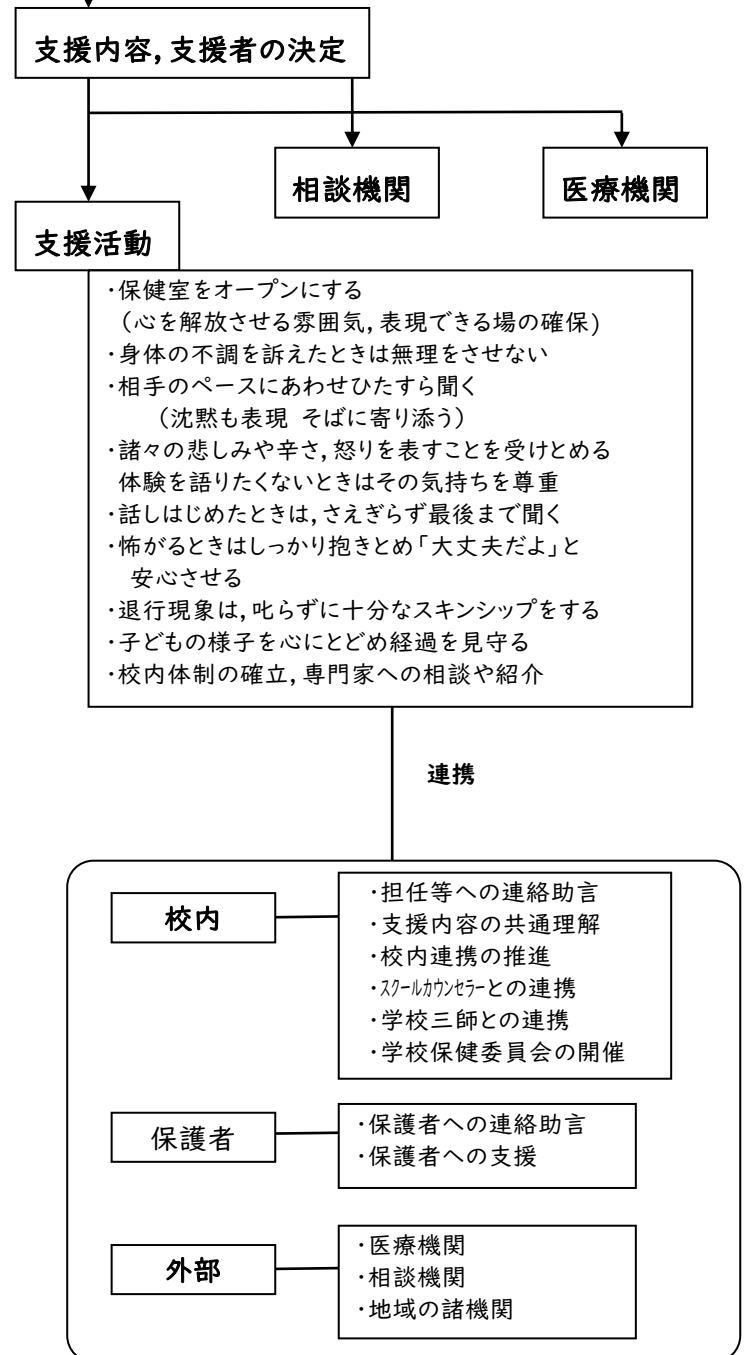 支援内容,支援者の決定
相談機関
医療機関
支援活動
・保健室をオープンにする
(心を解放させる雰囲気,表現できる場の確保)
・身体の不調を訴えたときは無理をさせない
・相手のペースにあわせひたすら聞く
(沈黙も表現 そばに寄り添う)
・諸々の悲しみや辛さ,怒りを表すことを受けとめる
体験を語りたくないときはその気持ちを尊重
・話しはじめたときは,さえぎらず最後まで聞く
・怖がるときはしっかり抱きとめ「大丈夫だよ」と
安心させる
・退行現象は,叱らずに十分なスキンシップをする
・子どもの様子を心にとどめ経過を見守る
・校内体制の確立,専門家への相談や紹介
連携
校内
・担任等への連絡助言
・支援内容の共通理解
・校内連携の推進
・ｽｸｰﾙｶｳﾝｾﾗｰとの連携
・学校三師との連携
・学校保健委員会の開催
保護者
・保護者への連絡助言
・保護者への支援
外部
・医療機関
・相談機関
・地域の諸機関